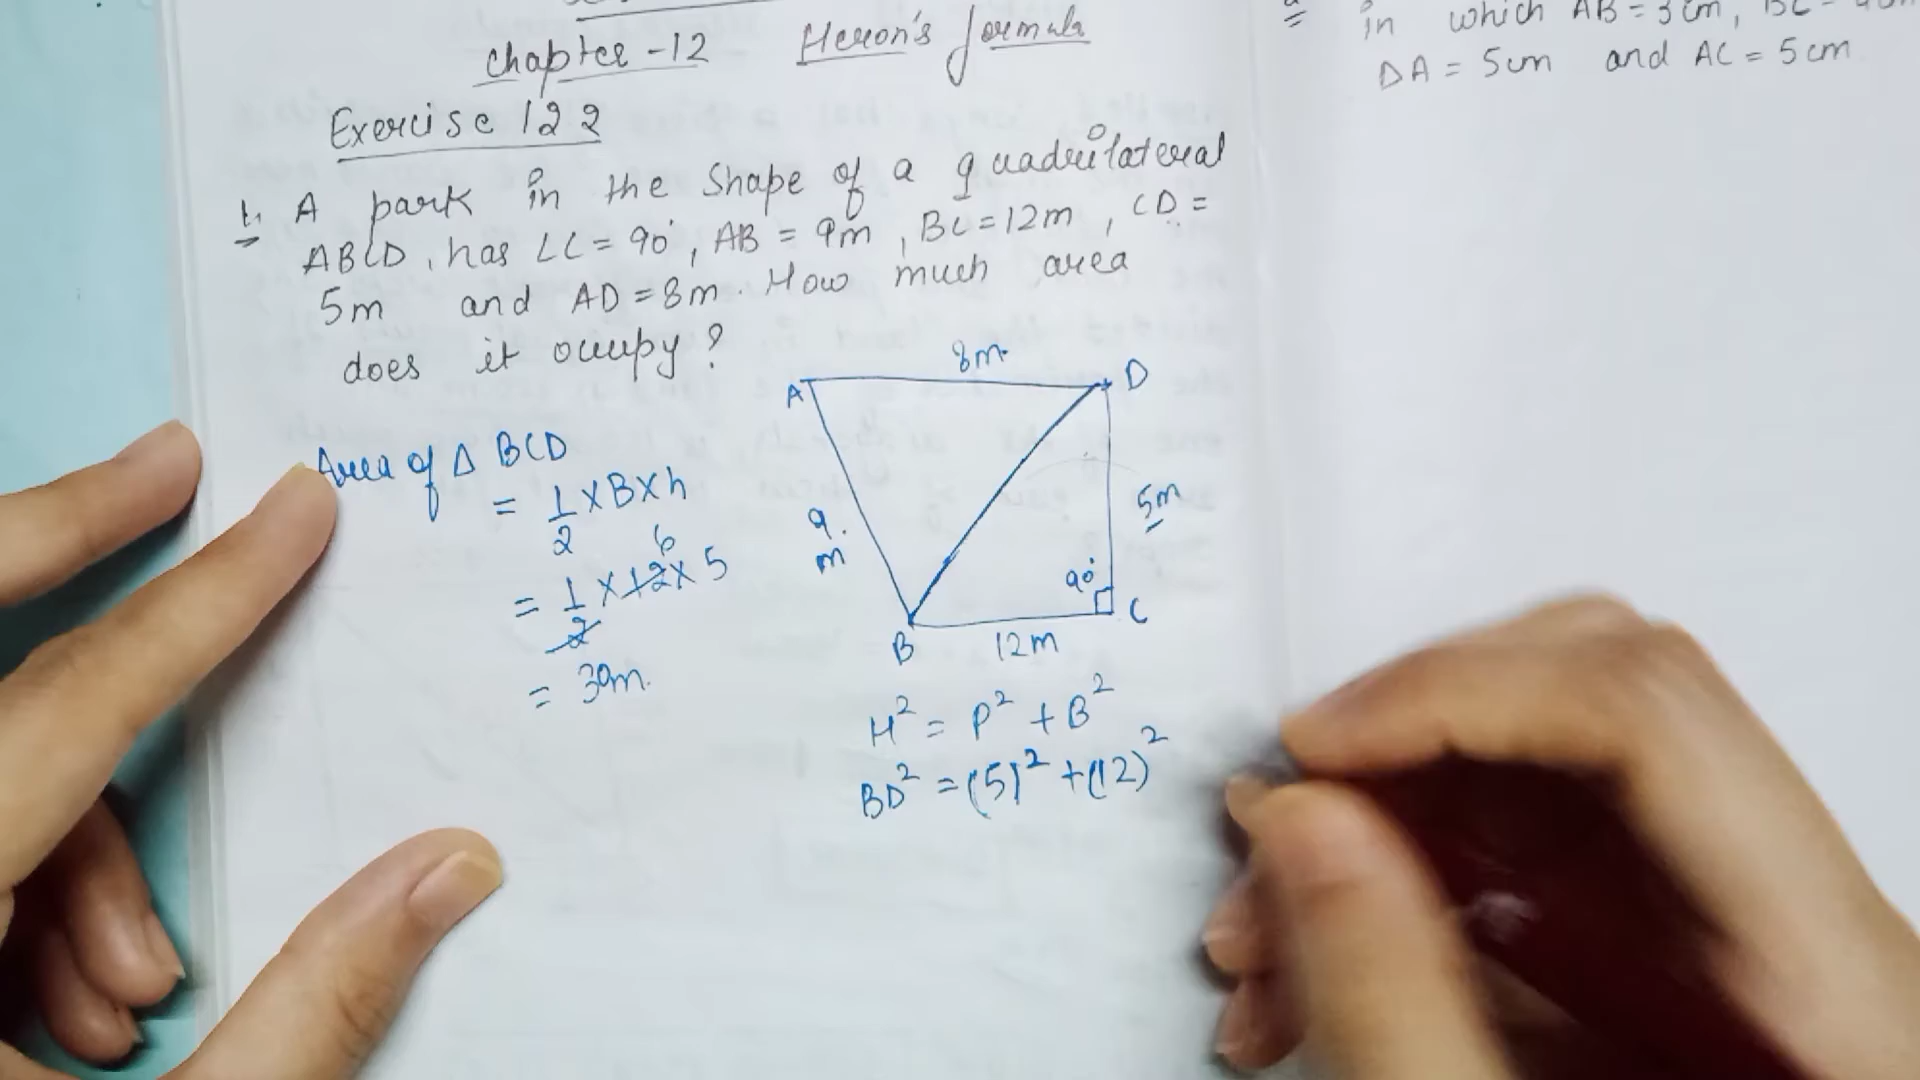 Chapter -12 Heron's formula
Exercise 12 2
1. A park in the Shape of a quadrilateral
ABCD, has ∠C = 90°, AB = 9m, BC = 12m, CD =
5m and AD = 8m. How much area
does it occupy?
Area of Δ BCD
= 1/2 × B × h
= 1/2 × 12 × 5
6
= 30m.
A
8m.
D
9.
m
5m
90°
B
12m
C
H² = P² + B²
BD² = (5)² + (12)²
in which AB = 3cm,
DA = 5cm and AC = 5cm